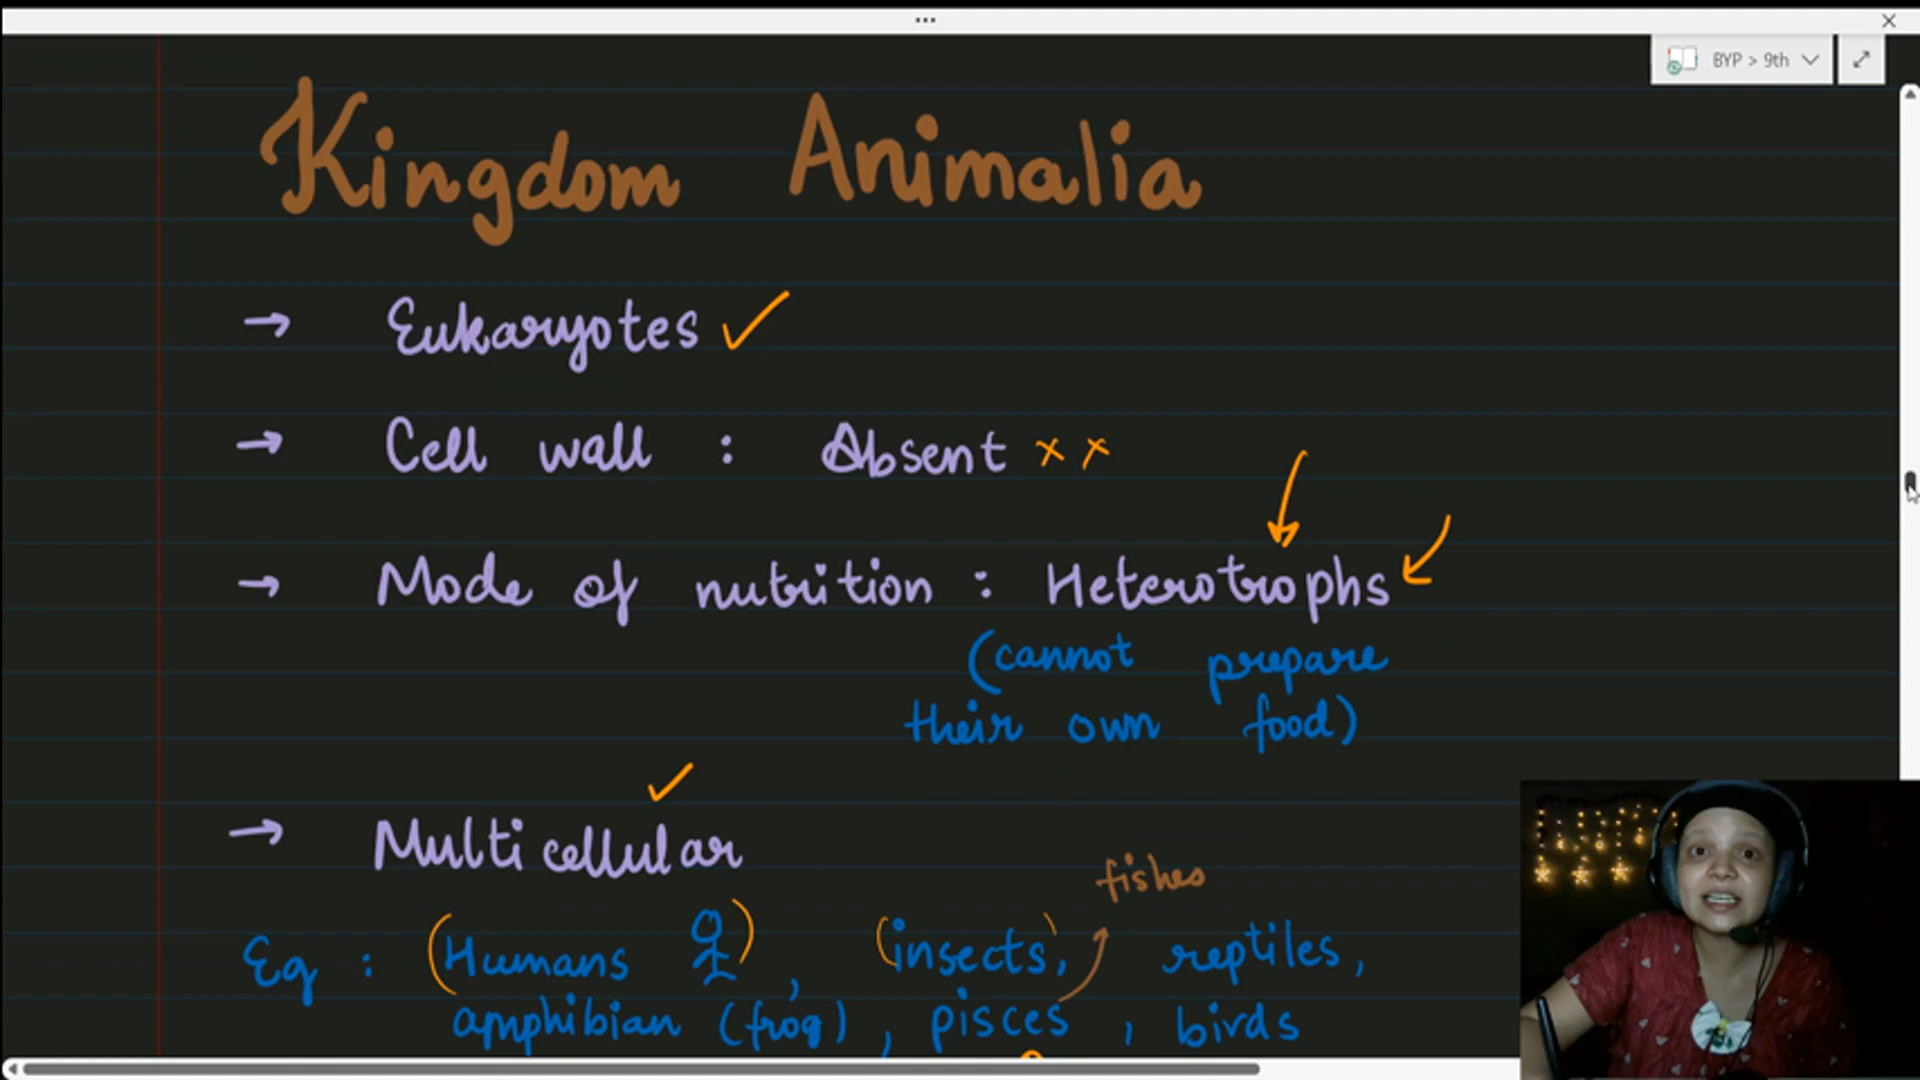 BYP > 9th
Kingdom Animalia
→ Eukaryotes ✓
→ Cell wall : Absent x x
→ Mode of nutrition : Heterotrophs
(cannot prepare
their own food)
→ Multicellular ✓
fishes
Eg : (Humans), (insects), reptiles,
amphibian (frog), pisces, birds